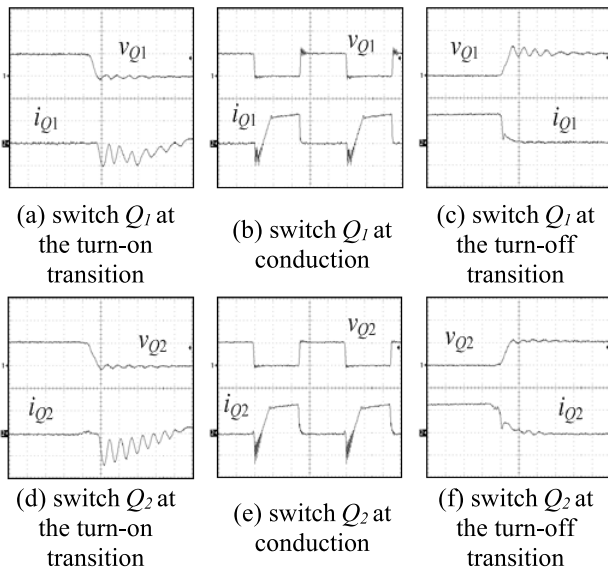 vQ1
iQ1
vQ1
iQ1
vQ1
iQ1
(a) switch Q1 at
the turn-on
transition
(b) switch Q1 at
conduction
(c) switch Q1 at
the turn-off
transition
vQ2
iQ2
vQ2
iQ2
vQ2
iQ2
(d) switch Q2 at
the turn-on
transition
(e) switch Q2 at
conduction
(f) switch Q2 at
the turn-off
transition